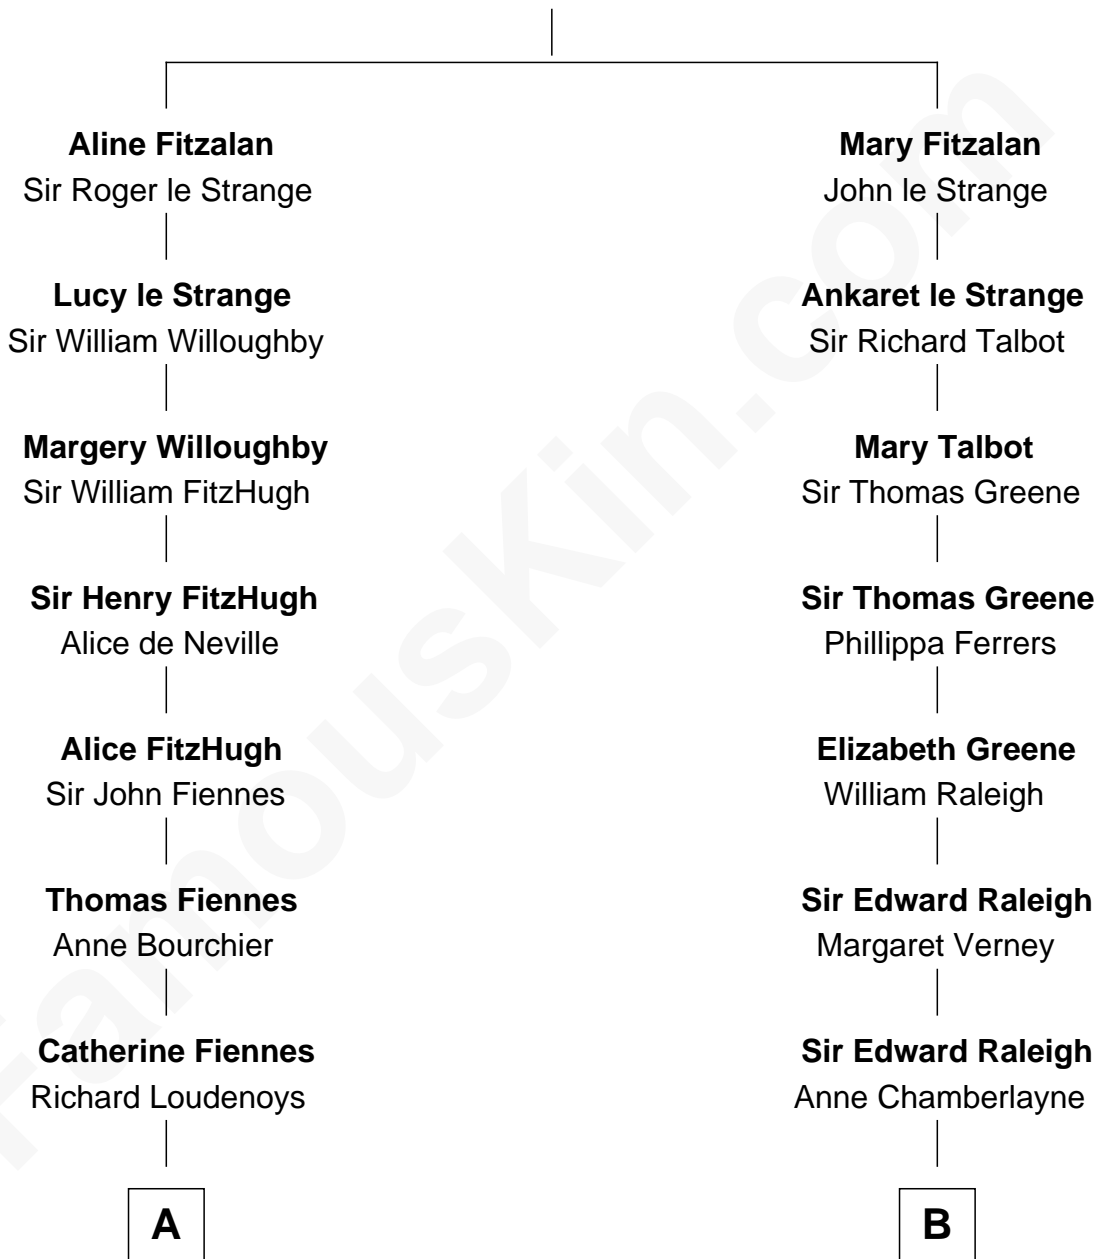 Aline Fitzalan
Sir Roger le Strange
Mary Fitzalan
John le Strange
Lucy le Strange
Sir William Willoughby
Ankaret le Strange
Sir Richard Talbot
Margery Willoughby
Sir William FitzHugh
Mary Talbot
Sir Thomas Greene
Sir Henry FitzHugh
Alice de Neville
Sir Thomas Greene
Phillippa Ferrers
Alice FitzHugh
Sir John Fiennes
Elizabeth Greene
William Raleigh
Thomas Fiennes
Anne Bourchier
Sir Edward Raleigh
Margaret Verney
Catherine Fiennes
Richard Loudenoys
Sir Edward Raleigh
Anne Chamberlayne
A
B
FamousKin.com